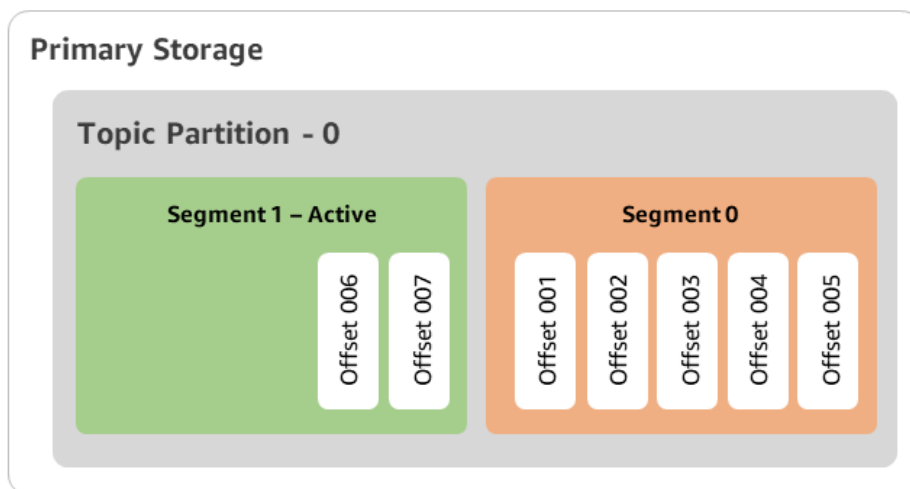 Primary Storage
Topic Partition - 0
Segment 1 – Active
Offset 006
Offset 007
Segment 0
Offset 001
Offset 002
Offset 003
Offset 004
Offset 005